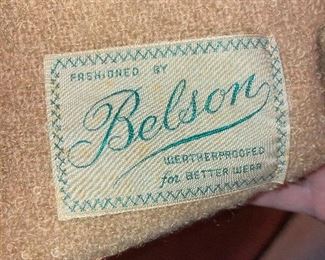 FASHIONED BY
Belson
WEATHERPROOFED
for BETTER WEAR